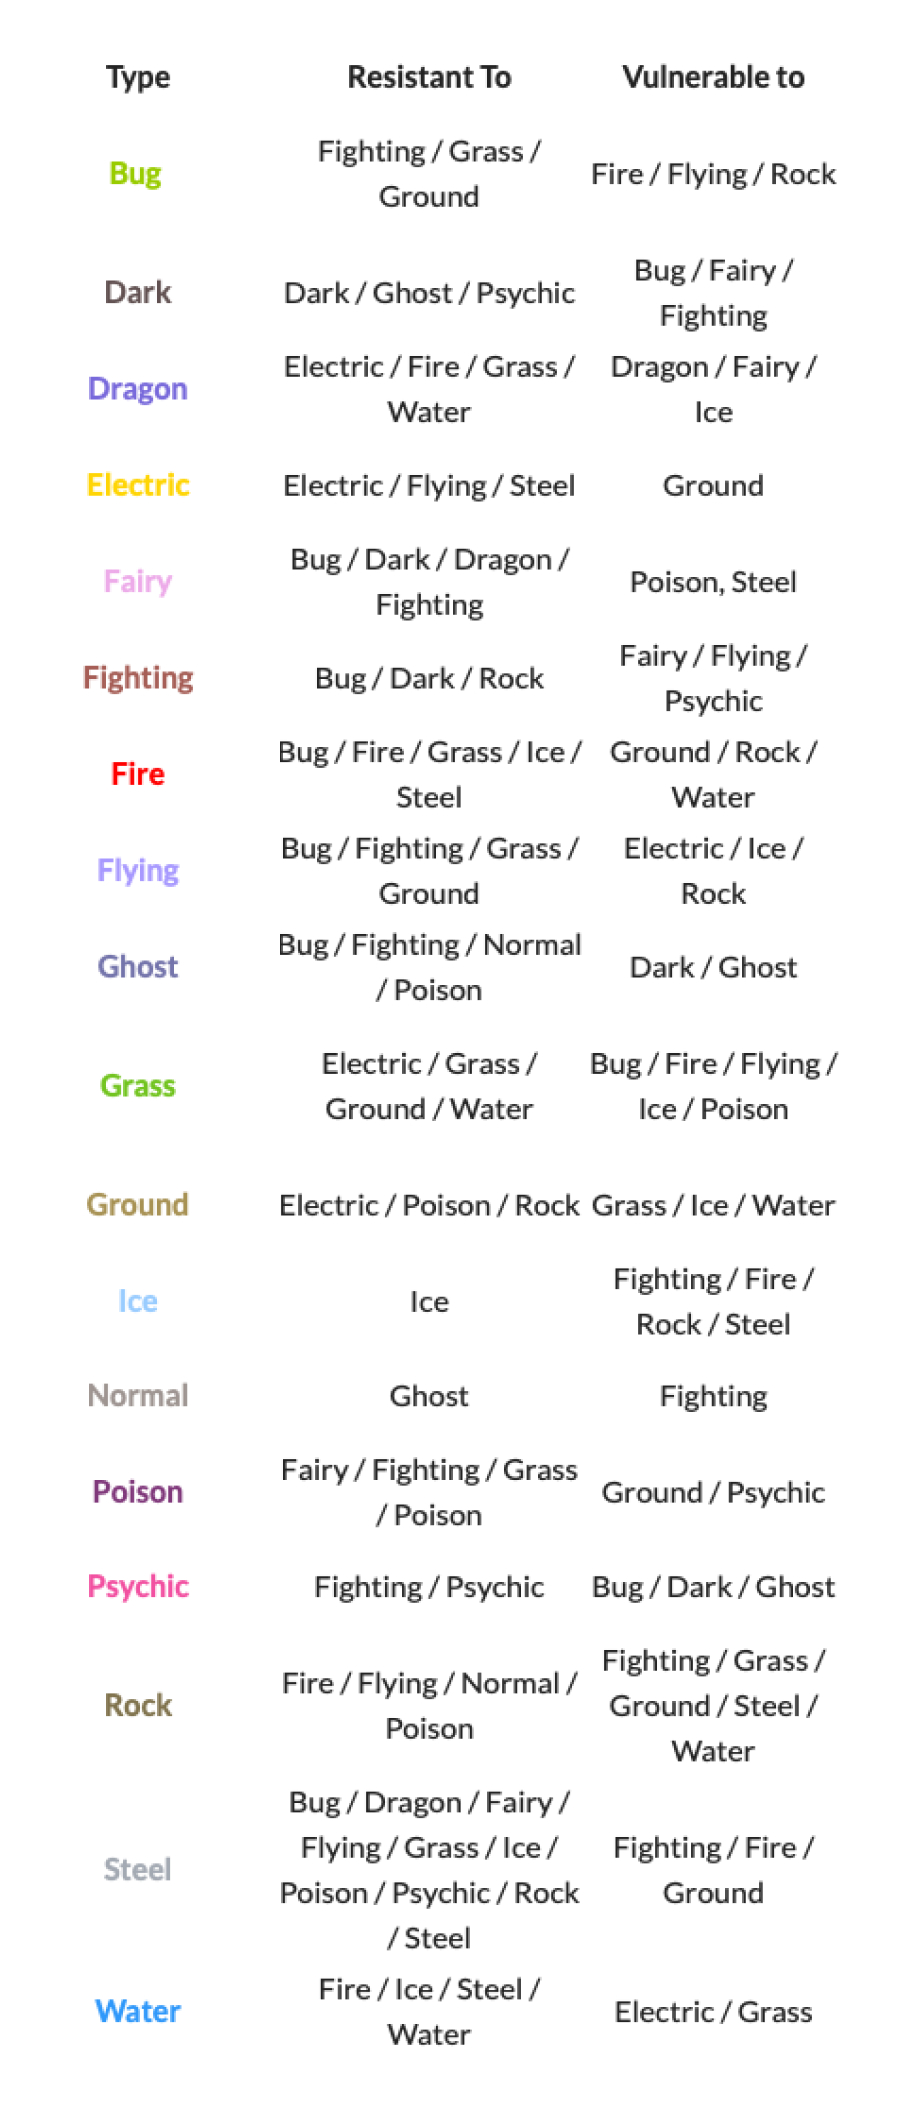 Type Resistant To Vulnerable to
Bug
Fighting / Grass /
Ground
Fire / Flying / Rock
Dark
Dark / Ghost / Psychic
Bug / Fairy /
Fighting
Dragon
Electric / Fire / Grass /
Water
Dragon / Fairy /
Ice
Electric
Electric / Flying / Steel
Ground
Fairy
Bug / Dark / Dragon /
Fighting
Poison, Steel
Fighting
Bug / Dark / Rock
Fairy / Flying /
Psychic
Fire
Bug / Fire / Grass / Ice /
Steel
Ground / Rock /
Water
Flying
Bug / Fighting / Grass /
Ground
Electric / Ice /
Rock
Ghost
Bug / Fighting / Normal
/ Poison
Dark / Ghost
Grass
Electric / Grass /
Ground / Water
Bug / Fire / Flying /
Ice / Poison
Ground
Electric / Poison / Rock
Grass / Ice / Water
Ice
Ice
Fighting / Fire /
Rock / Steel
Normal
Ghost
Fighting
Poison
Fairy / Fighting / Grass
/ Poison
Ground / Psychic
Psychic
Fighting / Psychic
Bug / Dark / Ghost
Rock
Fire / Flying / Normal /
Poison
Fighting / Grass /
Ground / Steel /
Water
Steel
Bug / Dragon / Fairy /
Flying / Grass / Ice /
Poison / Psychic / Rock
/ Steel
Fighting / Fire /
Ground
Water
Fire / Ice / Steel /
Water
Electric / Grass